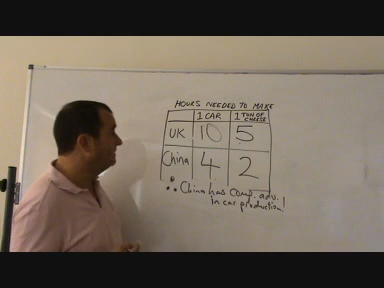 HOURS NEEDED TO MAKE
1 CAR 1 TON OF CHEESE
UK 10 5
China 4 2
∴ China has comp. adv.
in car production!